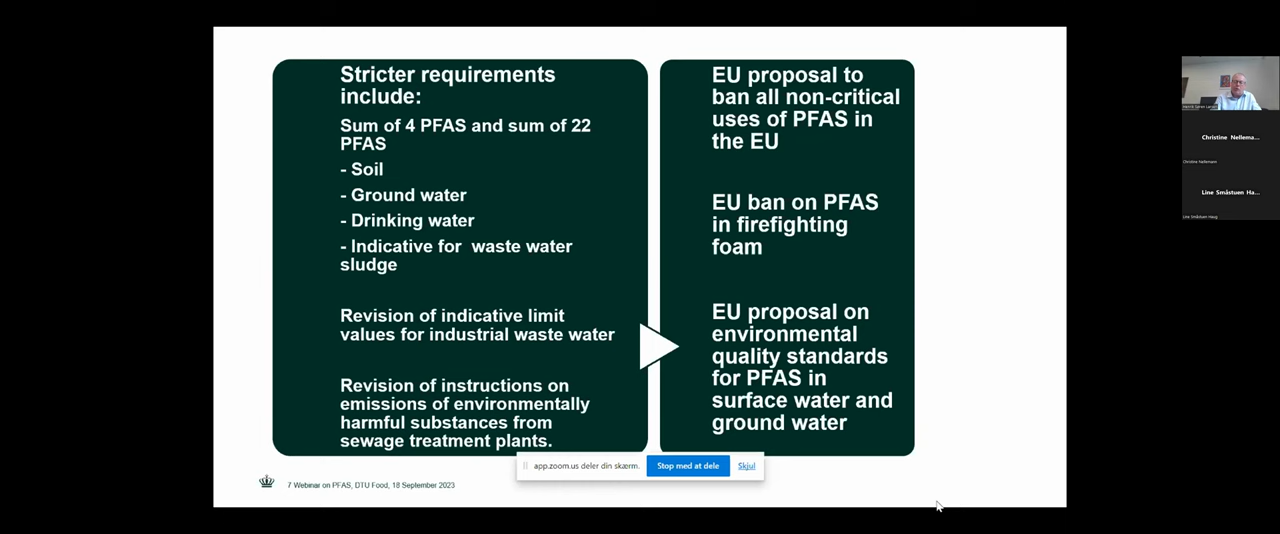 Stricter requirements
include:
Sum of 4 PFAS and sum of 22
PFAS
- Soil
- Ground water
- Drinking water
- Indicative for waste water
sludge
Revision of indicative limit
values for industrial waste water
Revision of instructions on
emissions of environmentally
harmful substances from
sewage treatment plants.
EU proposal to
ban all non-critical
uses of PFAS in
the EU
EU ban on PFAS
in firefighting
foam
EU proposal on
environmental
quality standards
for PFAS in
surface water and
ground water
app.zoom.us deler din skærm.
Stop med at dele
Skjul
7 Webinar on PFAS, DTU Food, 18 September 2023
Christine Nellema...
Christine Nellemann
Line Småstuen Ha...
Line Småstuen Haug